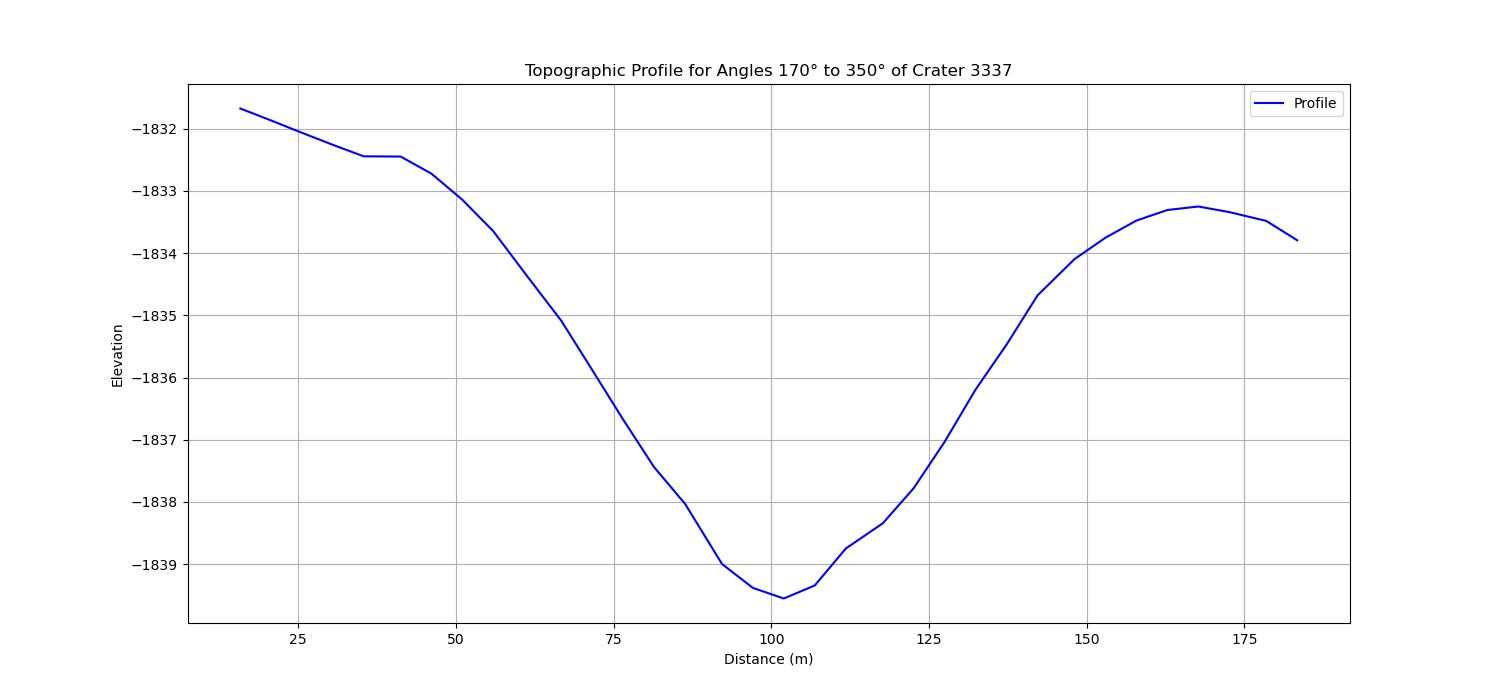 Topographic Profile for Angles 170° to 350° of Crater 3337
Profile
−1832
−1833
−1834
−1835
−1836
−1837
−1838
−1839
Elevation
25 50 75 100 125 150 175
Distance (m)